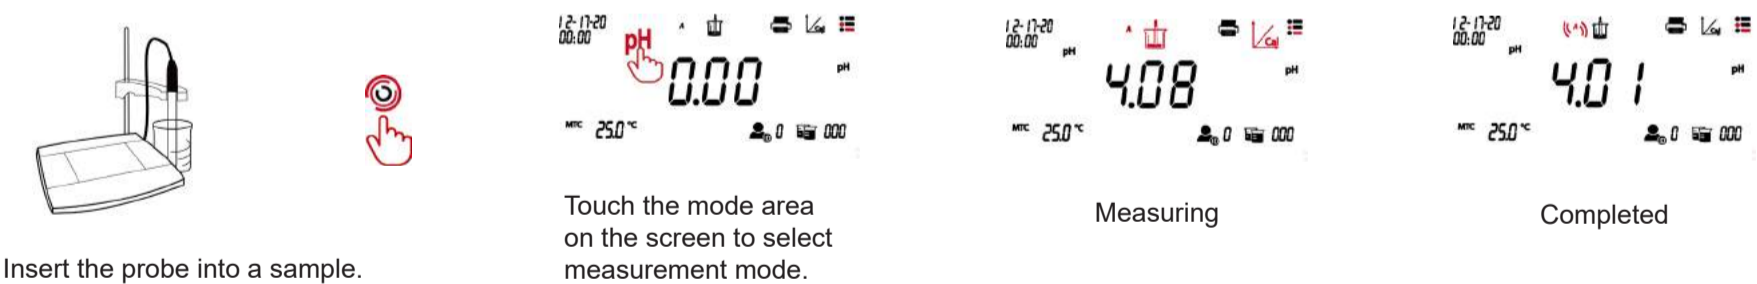 Insert the probe into a sample.
12-17-20
00:00
pH
A
Cal
0.00
pH
MTC 25.0 °C
0 000
Touch the mode area
on the screen to select
measurement mode.
12-17-20
00:00
pH
A
Cal
4.08
pH
MTC 25.0 °C
0 000
Measuring
12-17-20
00:00
pH
A
Cal
4.01
pH
MTC 25.0 °C
0 000
Completed